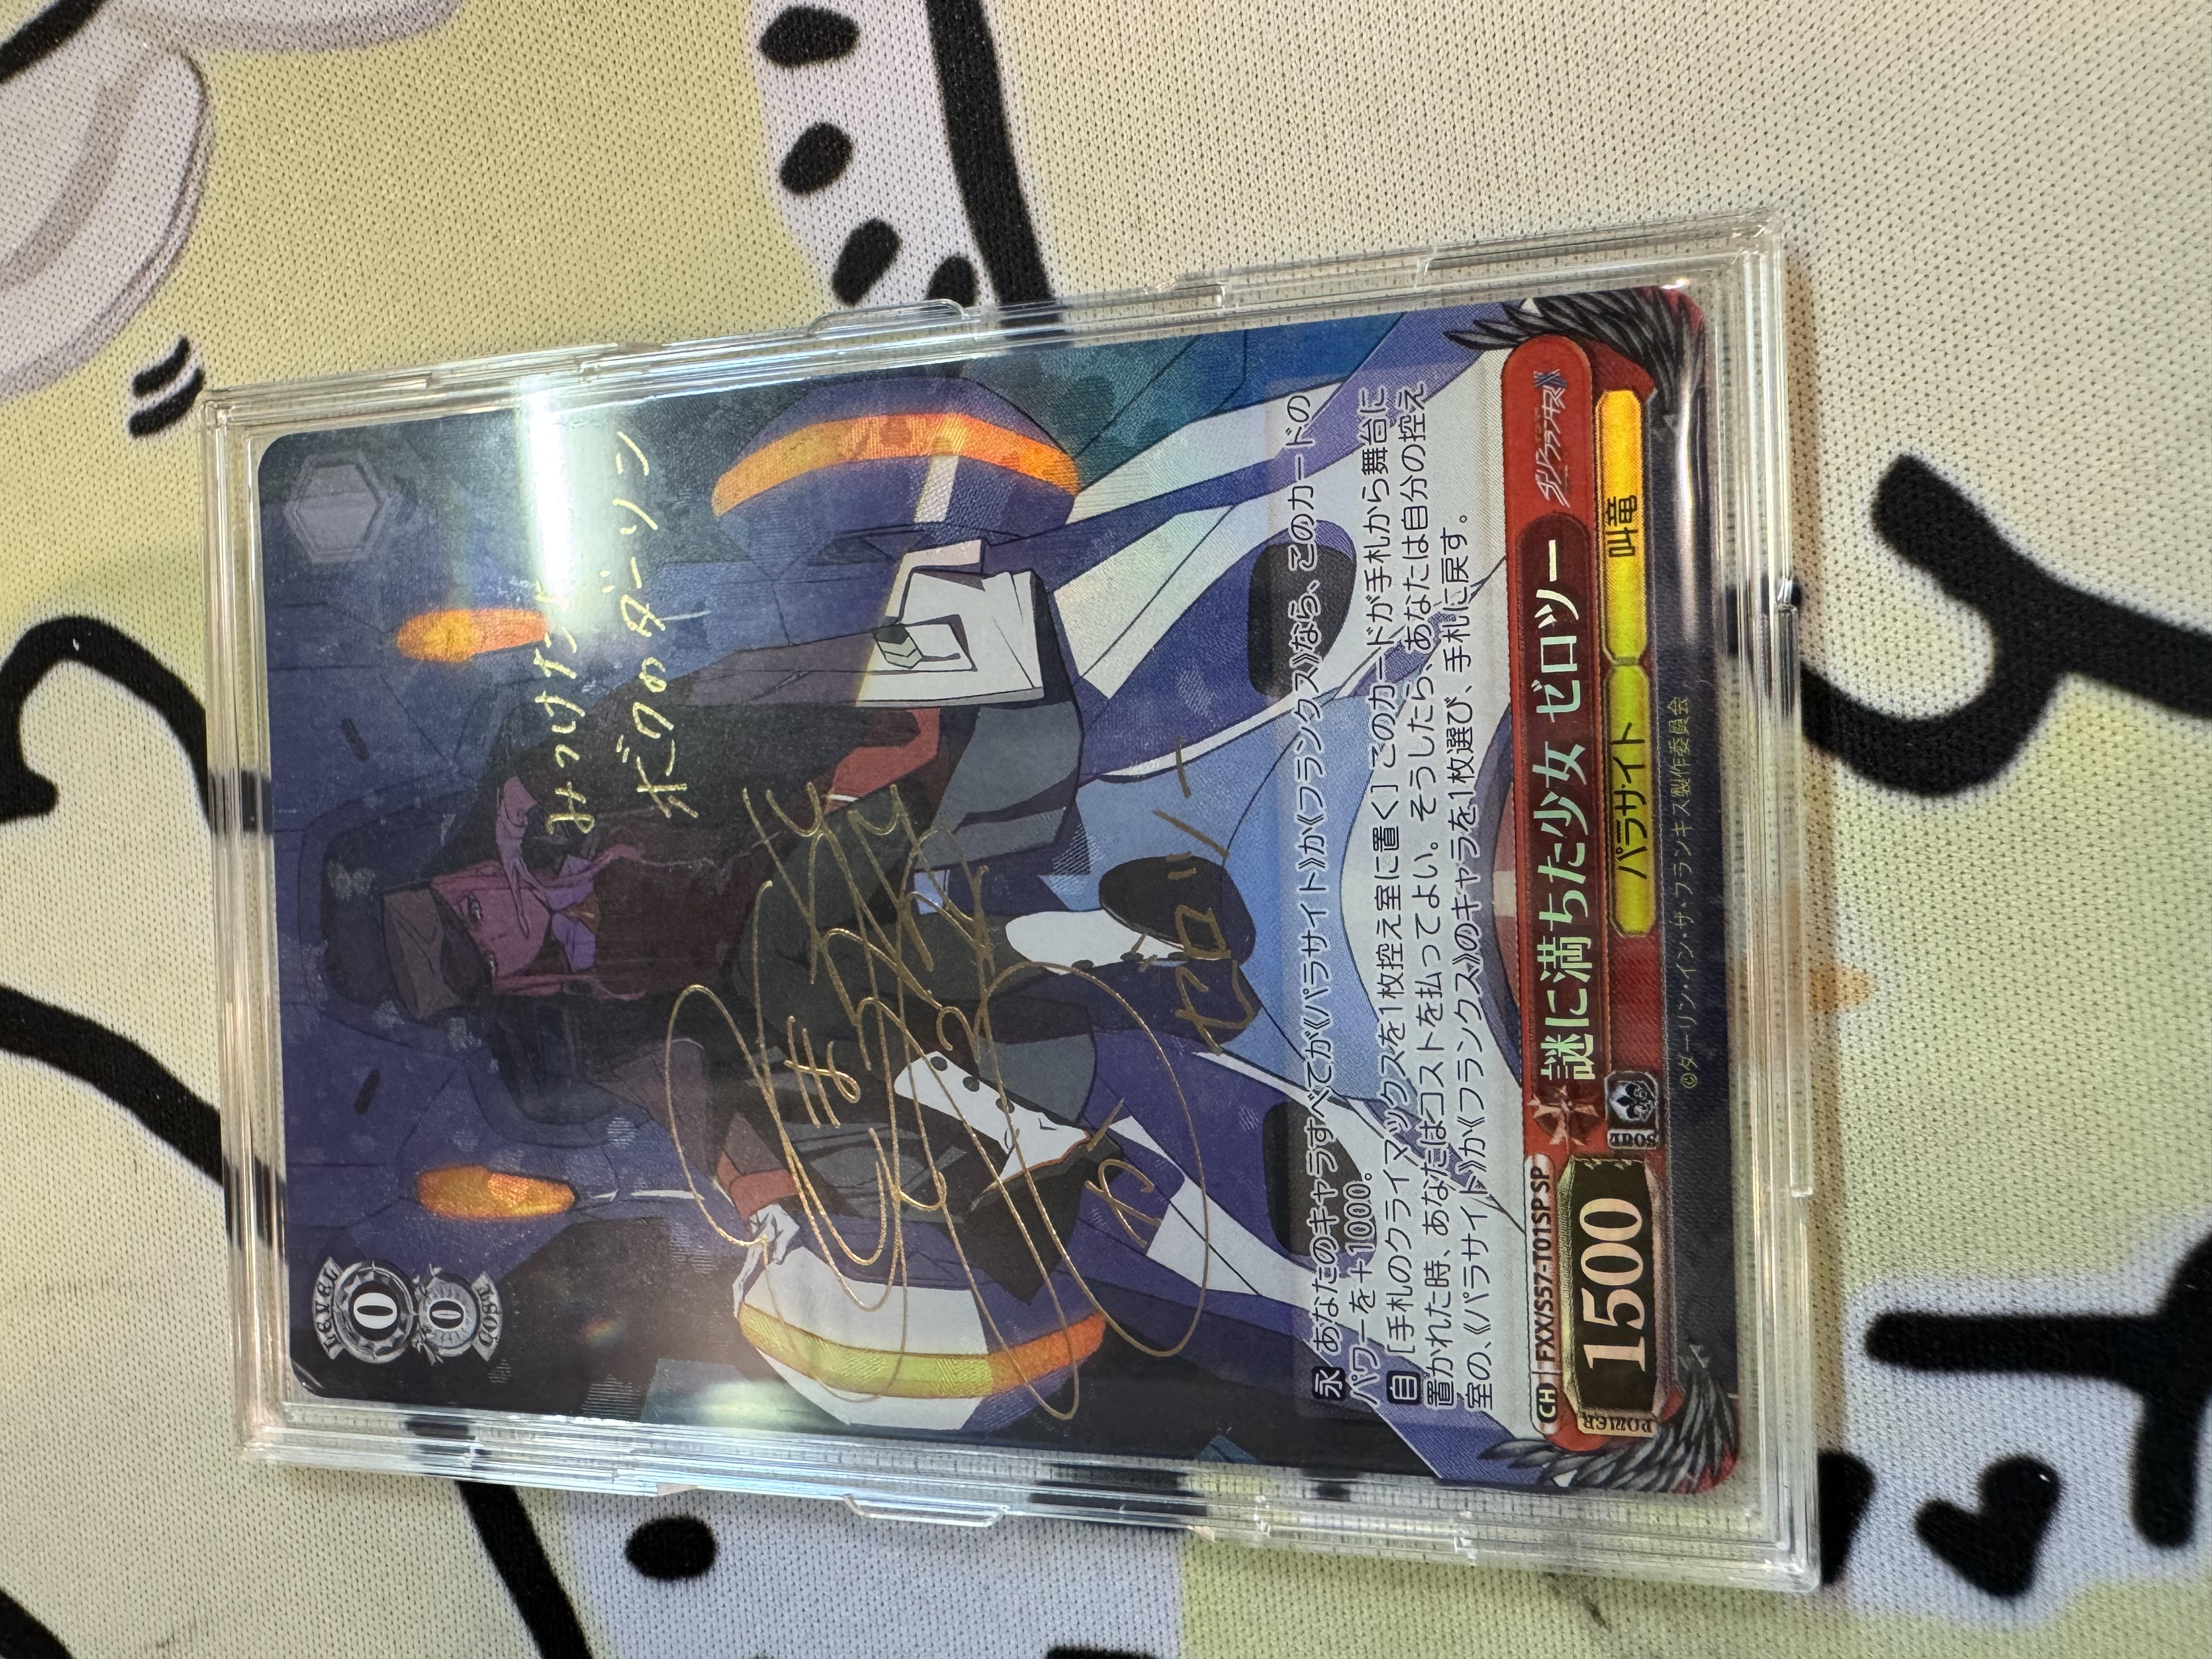 LEVEL
0
0
COST
みつけたよ
ボクのダーリン
ゼロツー
永 あなたのキャラすべてが《パラサイト》か《フランクス》なら、このカードの
パワーを+1000。
自 [手札のクライマックスを1枚控え室に置く] このカードが手札から舞台に
置かれた時、あなたはコストを払ってよい。そうしたら、あなたは自分の控え
室の、《パラサイト》か《フランクス》のキャラを1枚選び、手札に戻す。
CH FXX/S57-T01SP SP
謎に満ちた少女 ゼロツー
ダリフラ
POWER
1500
SOUL
パラサイト
叫竜
©ダーリン・イン・ザ・フランキス製作委員会